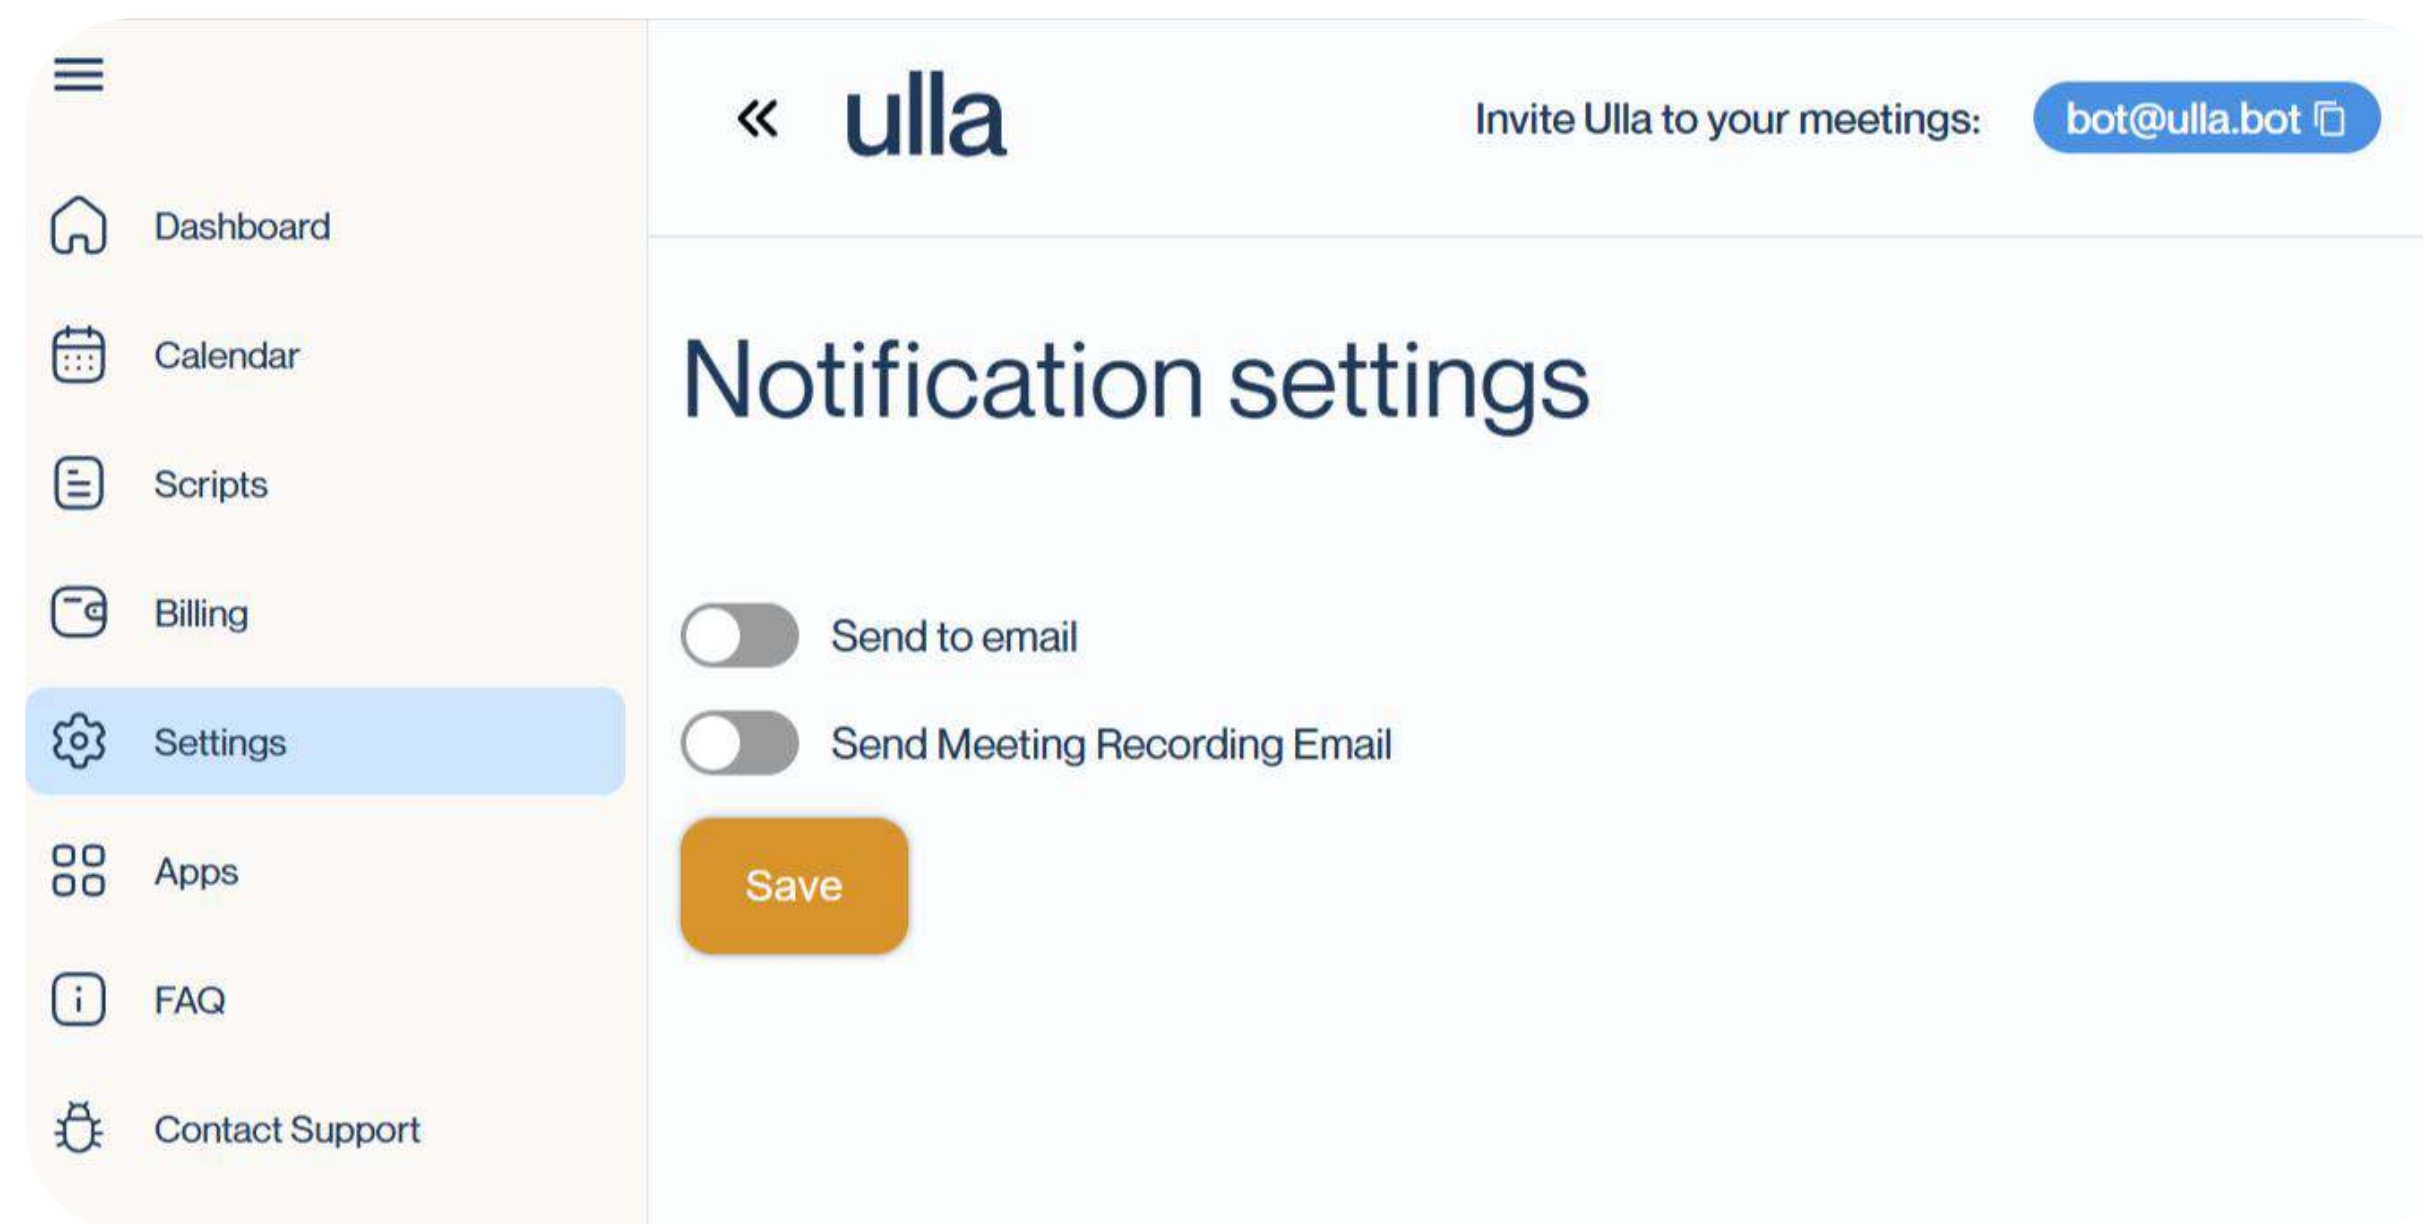 Dashboard
Calendar
Scripts
Billing
Settings
Apps
FAQ
Contact Support
ulla
Invite Ulla to your meetings:
bot@ulla.bot
Notification settings
Send to email
Send Meeting Recording Email
Save